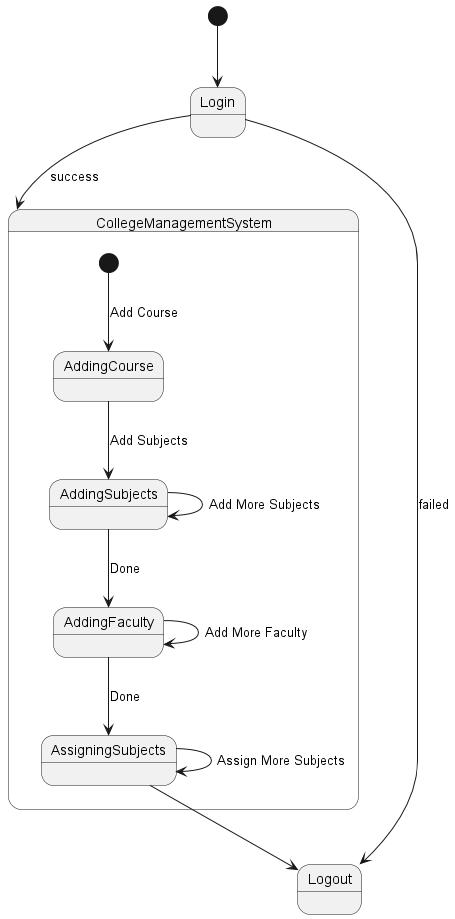 Login
success
CollegeManagementSystem
Add Course
AddingCourse
Add Subjects
AddingSubjects
Add More Subjects
failed
Done
AddingFaculty
Add More Faculty
Done
AssigningSubjects
Assign More Subjects
Logout